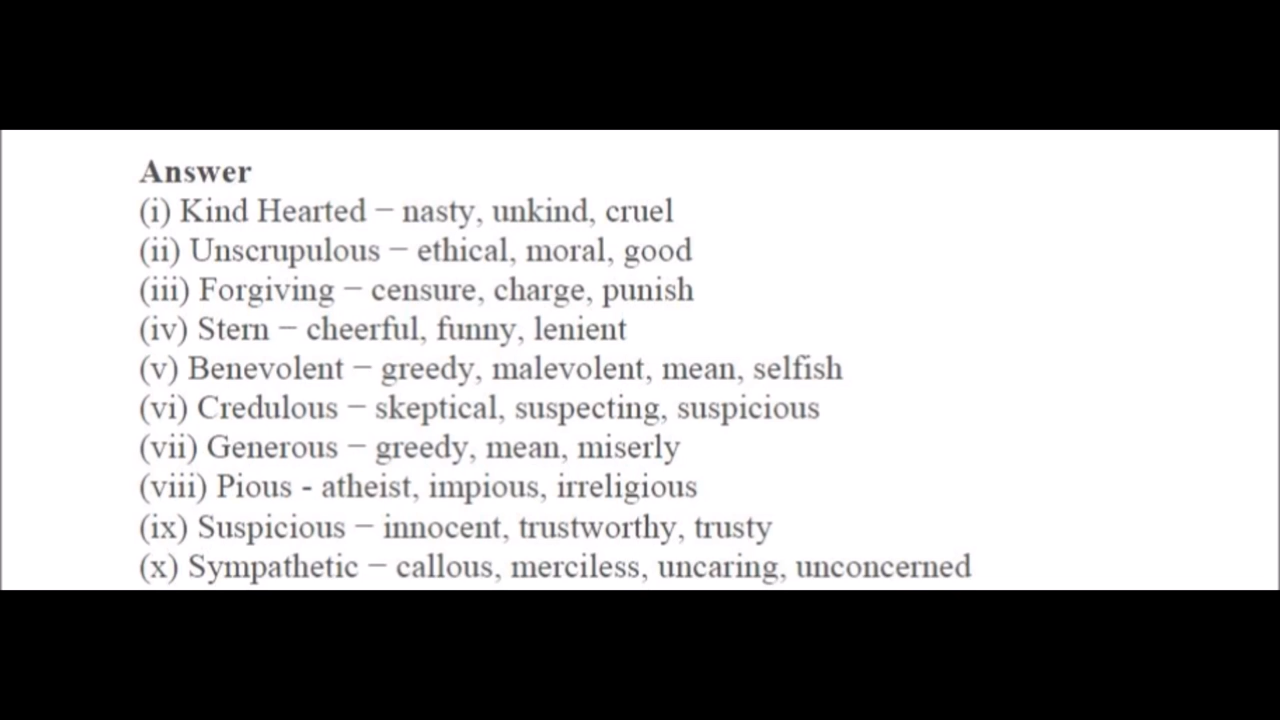 Answer
(i) Kind Hearted – nasty, unkind, cruel
(ii) Unscrupulous – ethical, moral, good
(iii) Forgiving – censure, charge, punish
(iv) Stern – cheerful, funny, lenient
(v) Benevolent – greedy, malevolent, mean, selfish
(vi) Credulous – skeptical, suspecting, suspicious
(vii) Generous – greedy, mean, miserly
(viii) Pious - atheist, impious, irreligious
(ix) Suspicious – innocent, trustworthy, trusty
(x) Sympathetic – callous, merciless, uncaring, unconcerned